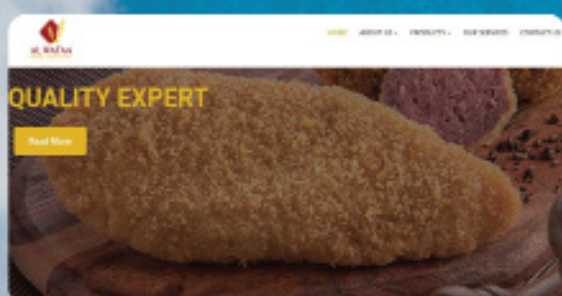 HOME ABOUT US PRODUCTS OUR SERVICES CONTACT US
QUALITY EXPERT
Read More